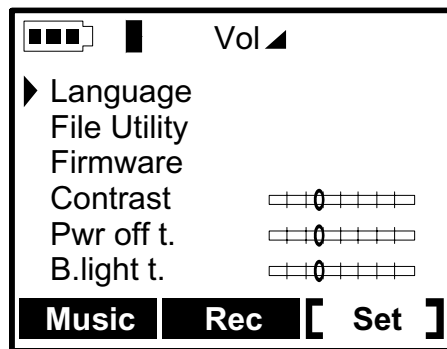 Vol
Language
File Utility
Firmware
Contrast
Pwr off t.
B.light t.
Music Rec [ Set ]